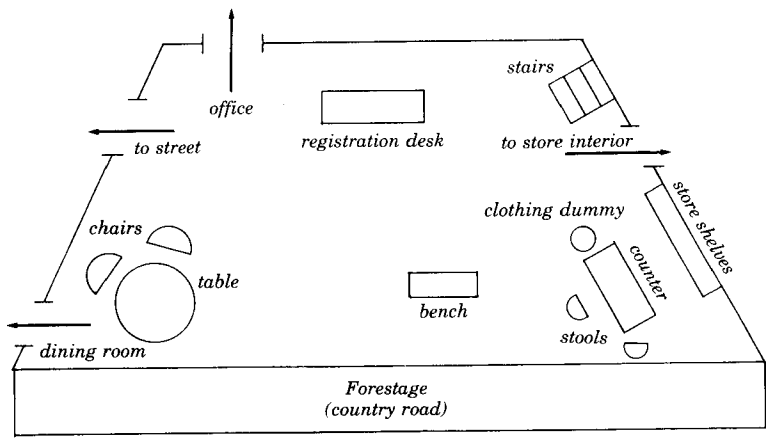 stairs
office
registration desk
to street
to store interior
store shelves
clothing dummy
chairs
counter
table
bench
stools
dining room
Forestage
(country road)